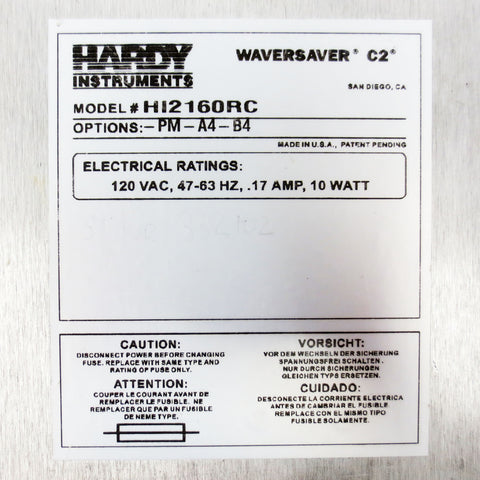 HARDY
INSTRUMENTS
WAVERSAVER® C2®
SAN DIEGO, CA
MODEL # HI2160RC
OPTIONS:-PM-A4-B4
MADE IN U.S.A., PATENT PENDING
ELECTRICAL RATINGS:
120 VAC, 47-63 HZ, .17 AMP, 10 WATT
CAUTION:
DISCONNECT POWER BEFORE CHANGING
FUSE. REPLACE WITH SAME TYPE AND
RATING OF FUSE ONLY.
ATTENTION:
COUPER LE COURANT AVANT DE
REMPLACER LE FUSIBLE. NE
REMPLACER QUE PAR UN FUSIBLE
DE MEME TYPE.
VORSICHT:
VOR DEM WECHSELN DER SICHERUNG
SPANNUNGSFREI SCHALTEN.
NUR DURCH SICHERUNGEN
GLEICHEN TYPS ERSETZEN.
CUIDADO:
DESCONECTE LA CORRIENTE ELECTRICA
ANTES DE CAMBIAR EL FUSIBLE.
REMPLACE CON EL MISMO TIPO
FUSIBLE SOLAMENTE.